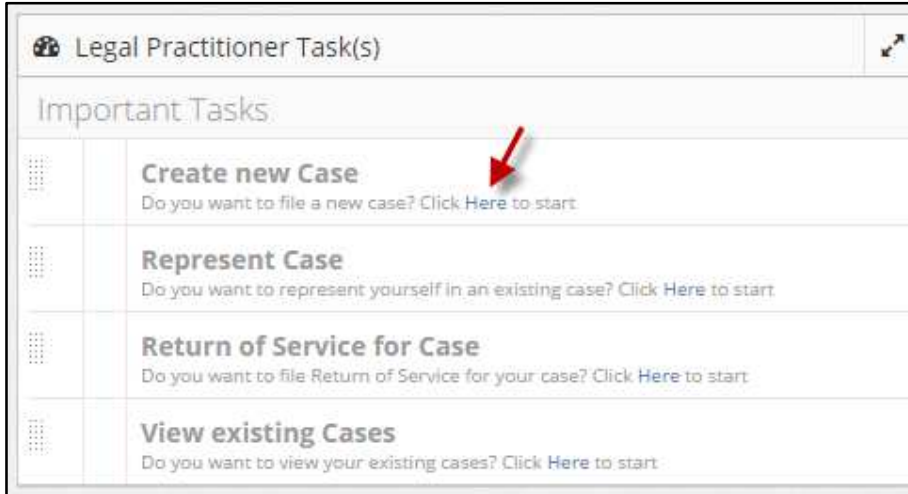 Legal Practitioner Task(s)
Important Tasks
Create new Case
Do you want to file a new case? Click Here to start
Represent Case
Do you want to represent yourself in an existing case? Click Here to start
Return of Service for Case
Do you want to file Return of Service for your case? Click Here to start
View existing Cases
Do you want to view your existing cases? Click Here to start